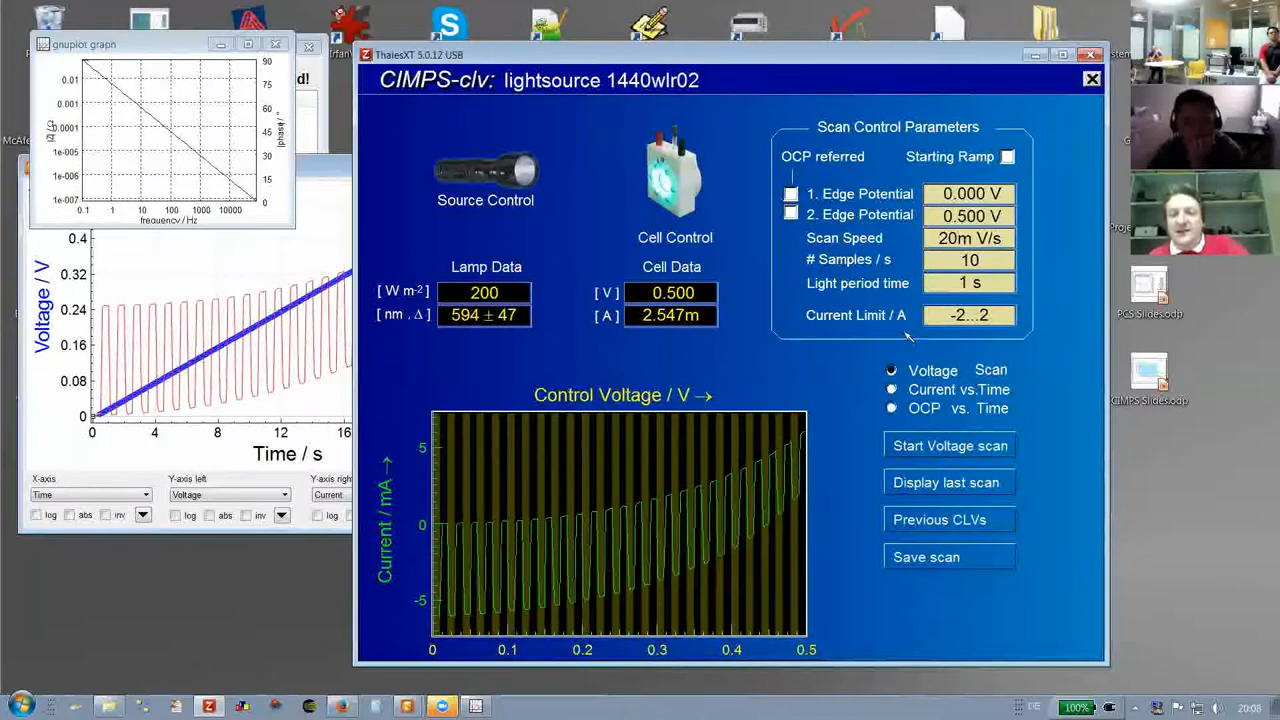 gnuplot graph
d!
McAfe
0.01
0.001
0.0001
1e-005
1e-006
1e-007
|Z| / Ω
90
75
60
45
30
15
0
|phase| / °
0.1 1 10 100 1000 10000
frequency / Hz
0.4
0.32
0.24
0.16
0.08
0
Voltage / V
0 4 8 12 16
Time / s
X-axis
Y-axis left
Y-axis right
Time
Voltage
Current
log abs inv
log abs inv
log
ThalesXT 5.0.12 USB
CIMPS-clv: lightsource 1440wlr02
Source Control
Cell Control
Lamp Data
Cell Data
[ W m-2 ] 200
[ V ] 0.500
[ nm , Δ ] 594 ± 47
[ A ] 2.547m
Scan Control Parameters
OCP referred
Starting Ramp
1. Edge Potential 0.000 V
2. Edge Potential 0.500 V
Scan Speed 20m V/s
# Samples / s 10
Light period time 1 s
Current Limit / A -2...2
Voltage Scan
Current vs.Time
OCP vs. Time
Start Voltage scan
Display last scan
Previous CLVs
Save scan
Control Voltage / V →
Current / mA →
5
0
-5
0 0.1 0.2 0.3 0.4 0.5
PCS Slides.odp
CIMPS Slides.odp
DE
100%
20:08